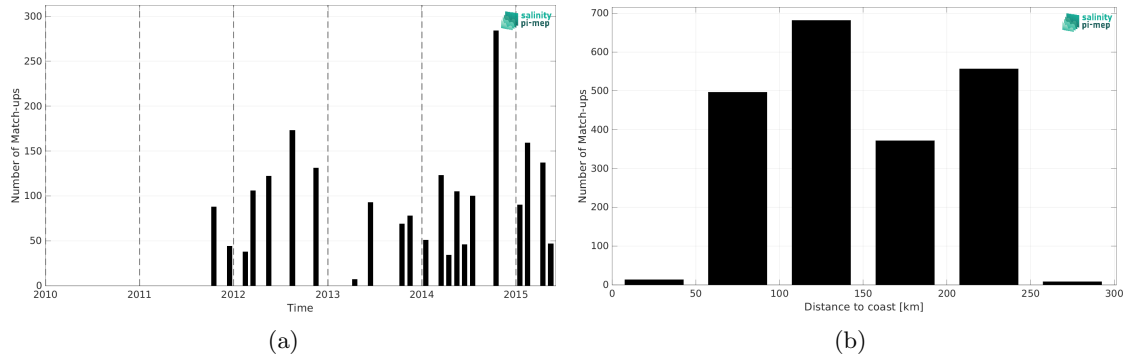 salinity
pi-mep
300
250
200
150
100
50
0
Number of Match-ups
2010 2011 2012 2013 2014 2015
Time
(a)
salinity
pi-mep
700
600
500
400
300
200
100
0
Number of Match-ups
0 50 100 150 200 250 300
Distance to coast [km]
(b)